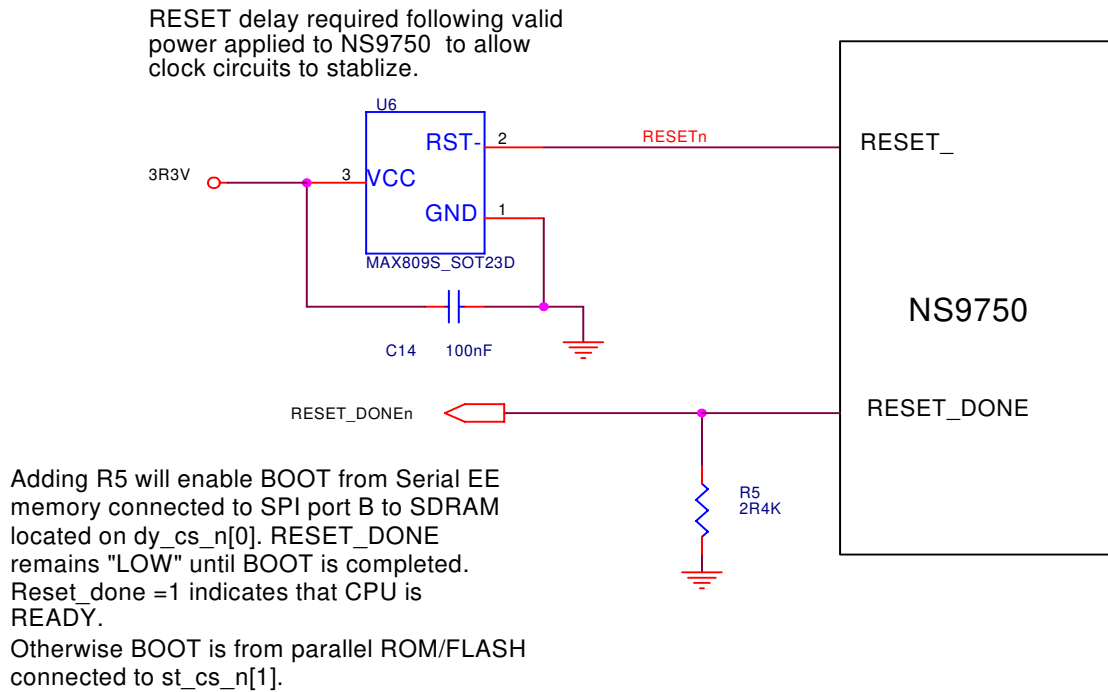 RESET delay required following valid
power applied to NS9750  to allow
clock circuits to stablize.
U6
RST-
2
RESETn
RESET_
3R3V
3
VCC
GND
1
MAX809S_SOT23D
NS9750
C14
100nF
RESET_DONEn
RESET_DONE
Adding R5 will enable BOOT from Serial EE
memory connected to SPI port B to SDRAM
located on dy_cs_n[0]. RESET_DONE
remains "LOW" until BOOT is completed.
Reset_done =1 indicates that CPU is
READY.
Otherwise BOOT is from parallel ROM/FLASH
connected to st_cs_n[1].
R5
2R4K